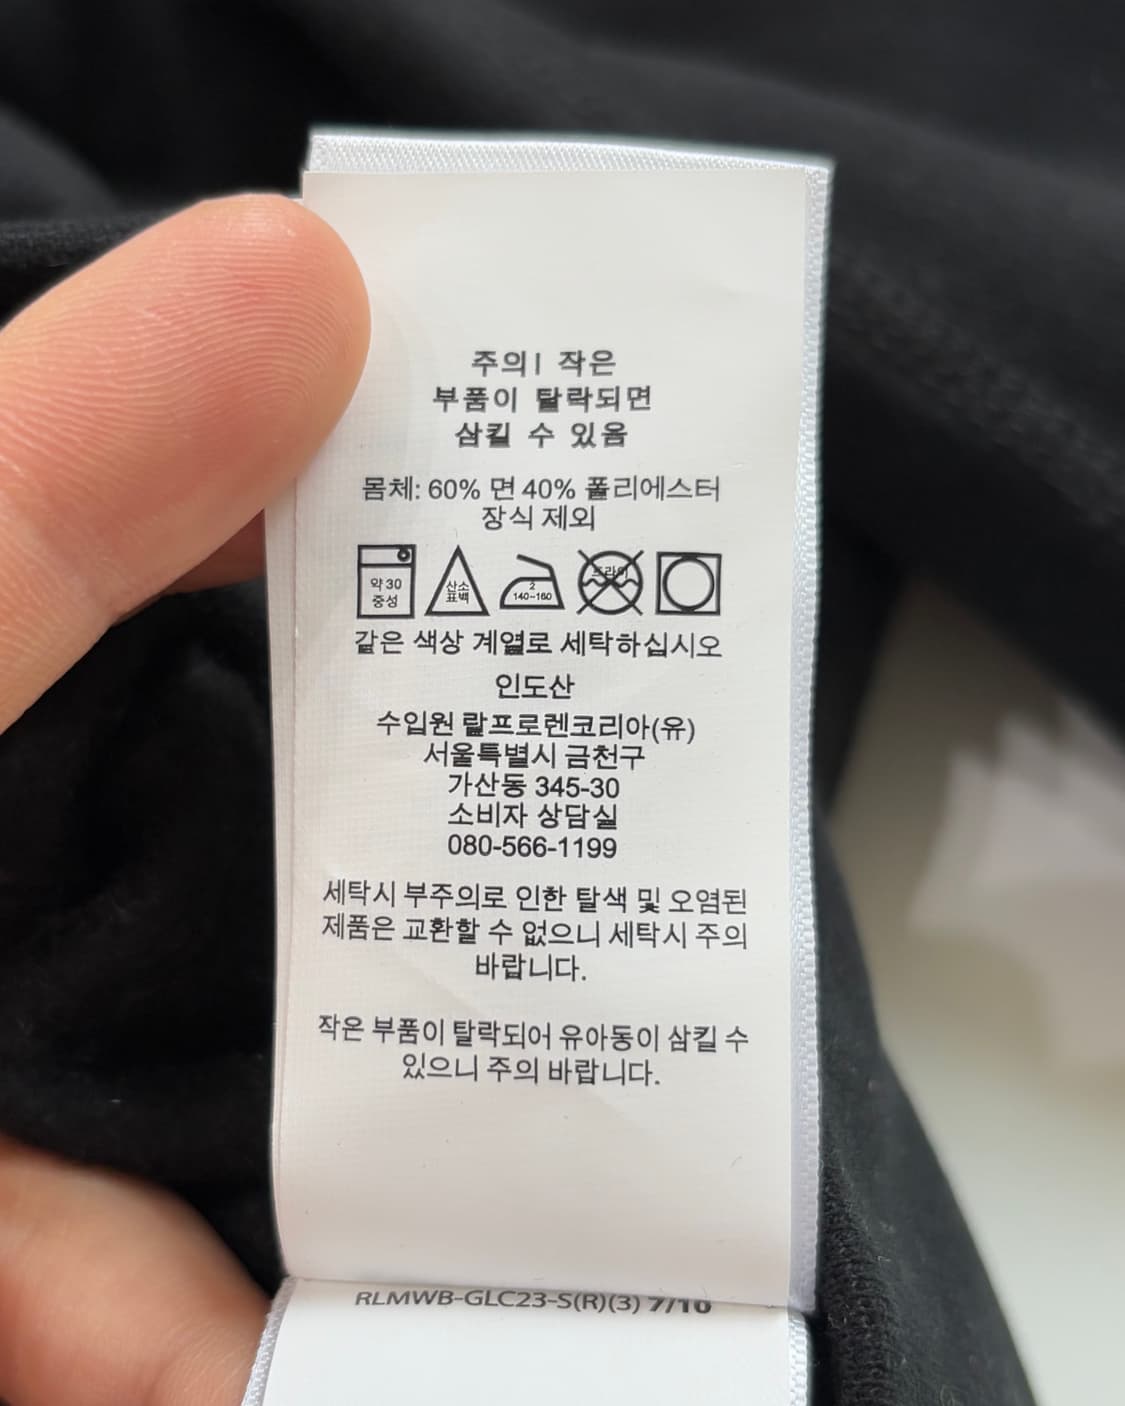 주의! 작은
부품이 탈락되면
삼킬 수 있음
몸체: 60% 면 40% 폴리에스터
장식 제외
약 30
중성
산소
표백
2
140~160
드라이
같은 색상 계열로 세탁하십시오
인도산
수입원 랄프로렌코리아(유)
서울특별시 금천구
가산동 345-30
소비자 상담실
080-566-1199
세탁시 부주의로 인한 탈색 및 오염된
제품은 교환할 수 없으니 세탁시 주의
바랍니다.
작은 부품이 탈락되어 유아동이 삼킬 수
있으니 주의 바랍니다.
RLMWB-GLC23-S(R)(3) 7/10